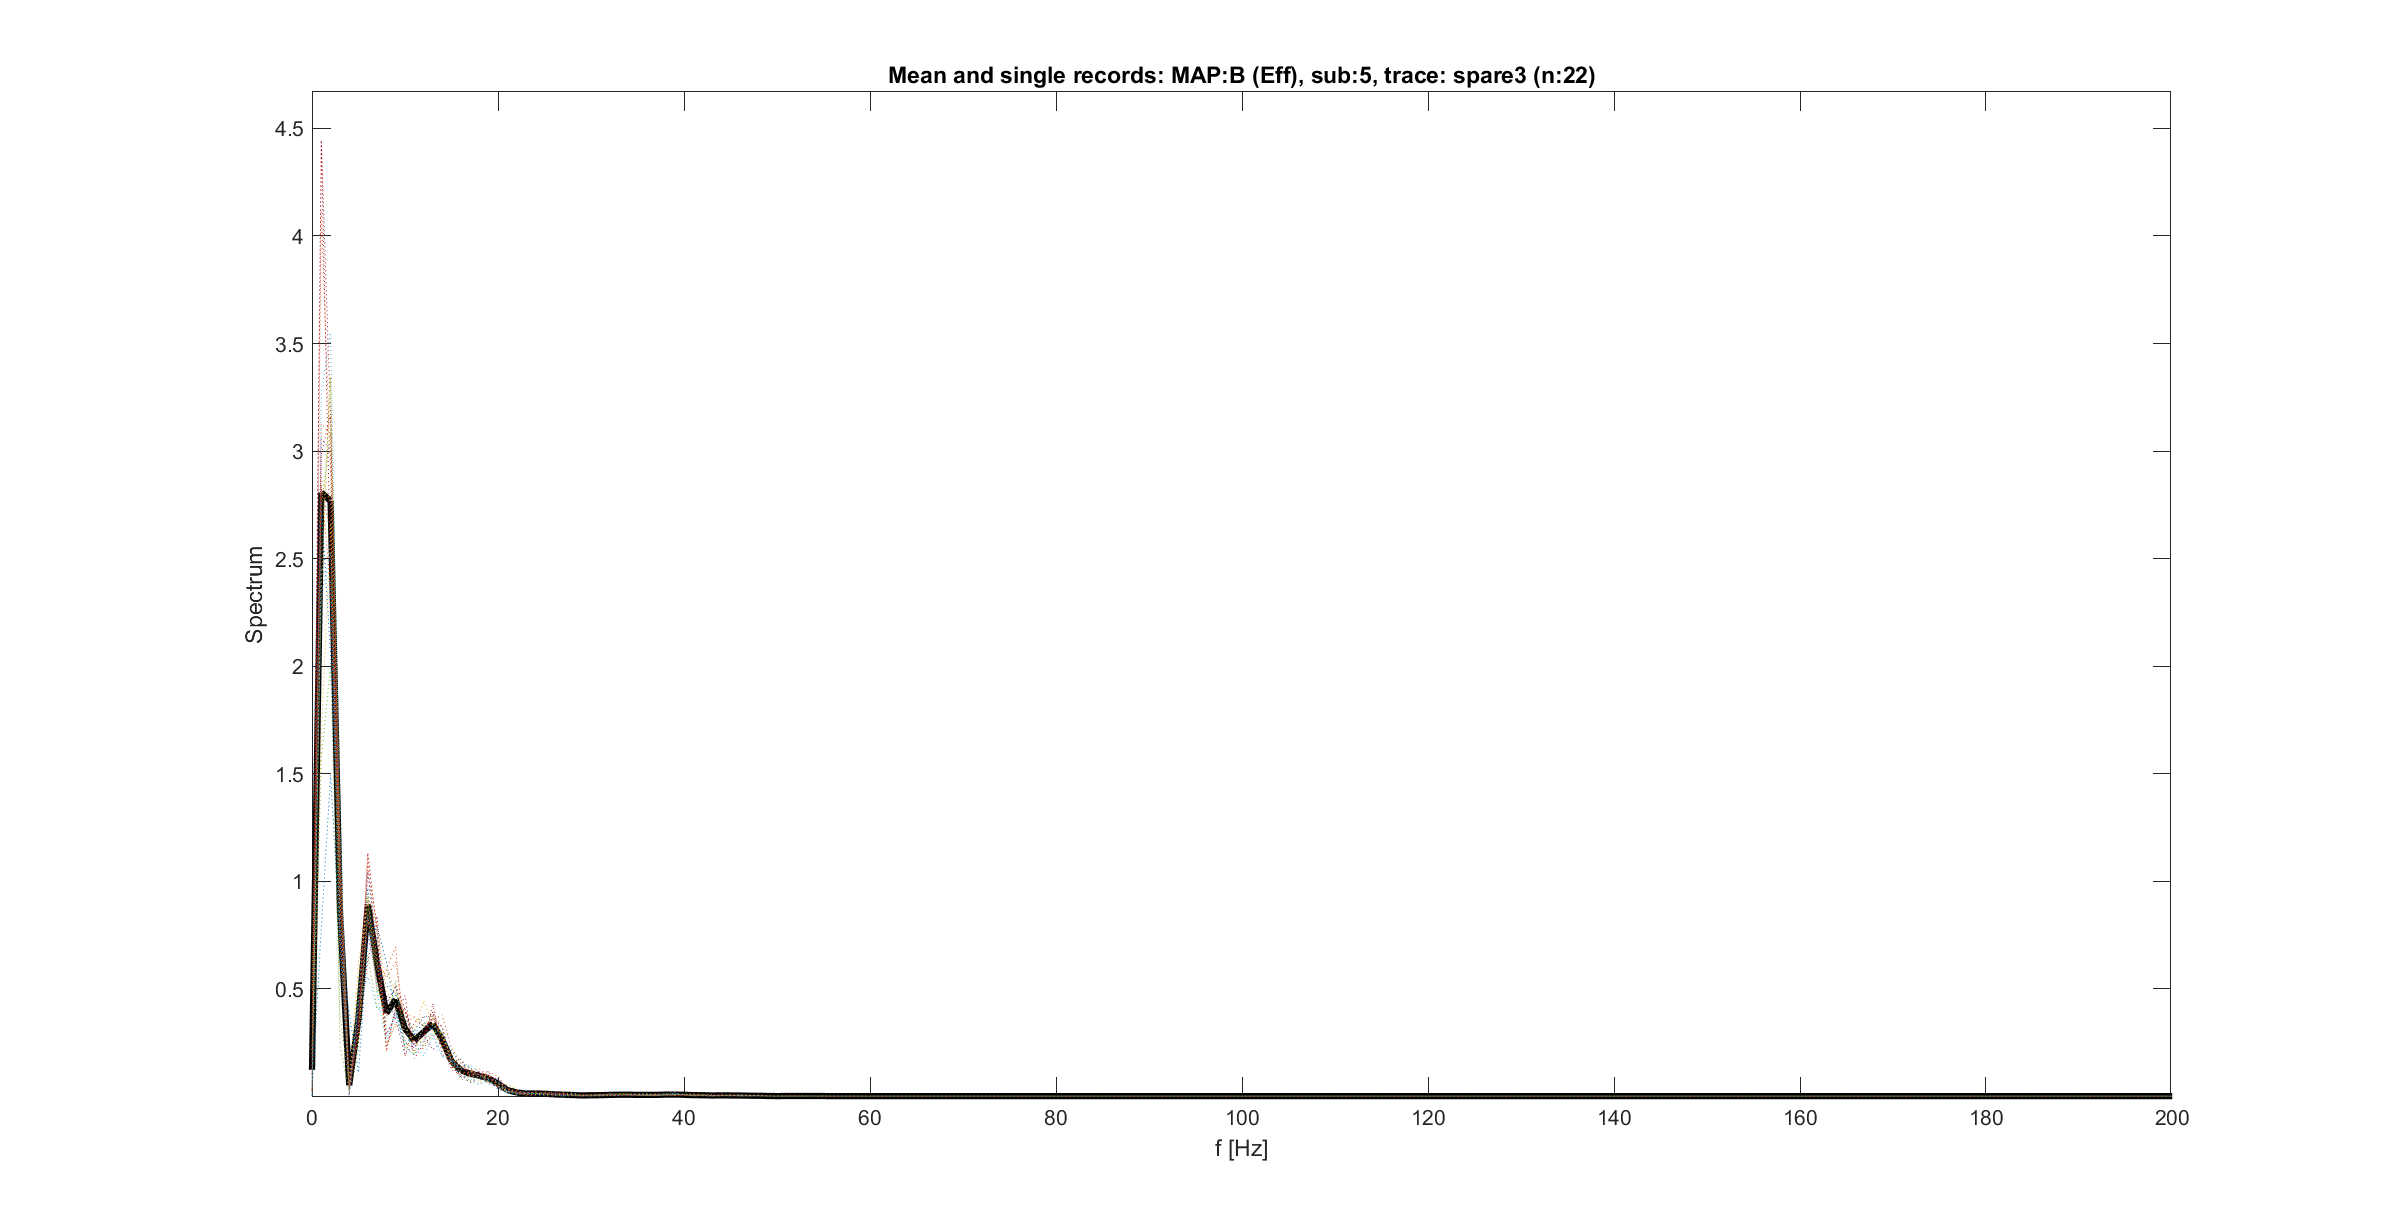 Mean and single records: MAP:B (Eff), sub:5, trace: spare3 (n:22)
4.5
4
3.5
3
2.5
2
1.5
1
0.5
Spectrum
0 20 40 60 80 100 120 140 160 180 200
f [Hz]